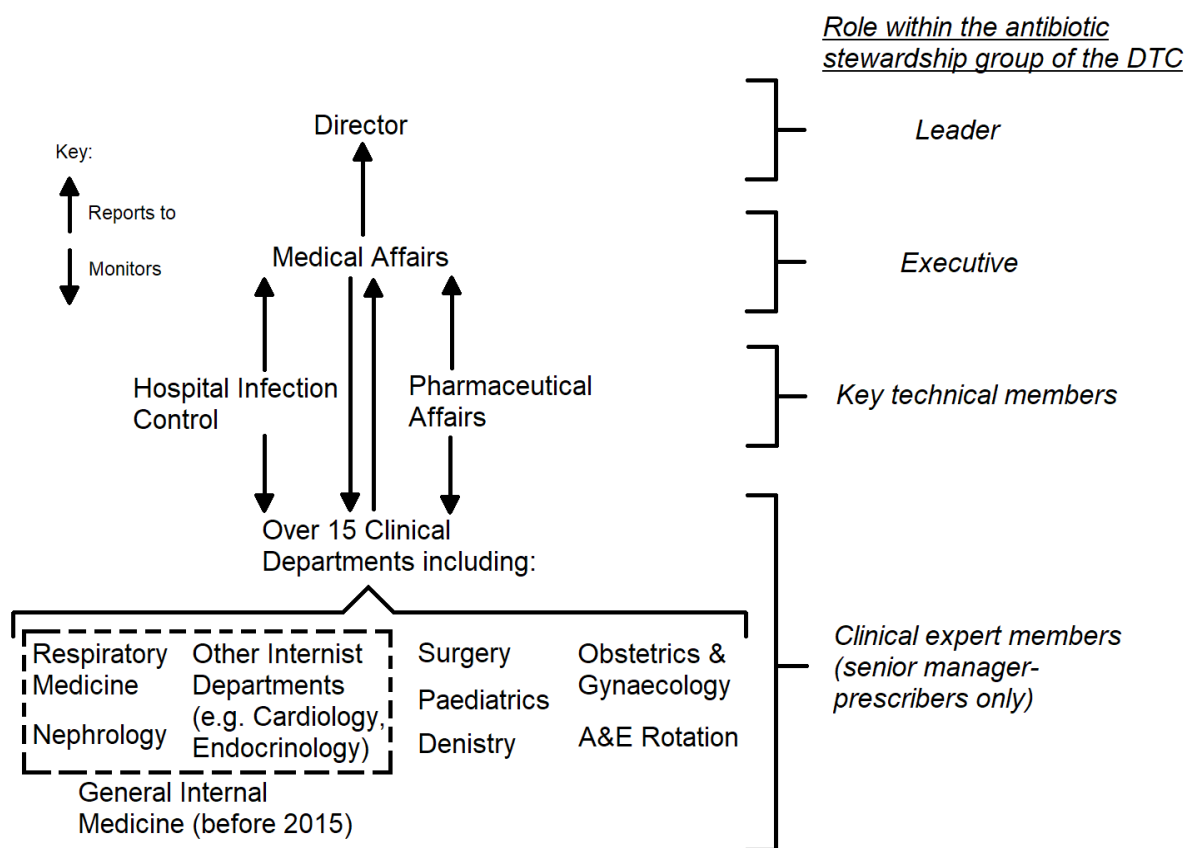 Role within the antibiotic
stewardship group of the DTC
Director
Leader
Key:
Reports to
Monitors
Medical Affairs
Executive
Hospital Infection
Control
Pharmaceutical
Affairs
Key technical members
Over 15 Clinical
Departments including:
Respiratory
Medicine
Nephrology
Other Internist
Departments
(e.g. Cardiology,
Endocrinology)
Surgery
Paediatrics
Denistry
Obstetrics &
Gynaecology
A&E Rotation
General Internal
Medicine (before 2015)
Clinical expert members
(senior manager-
prescribers only)